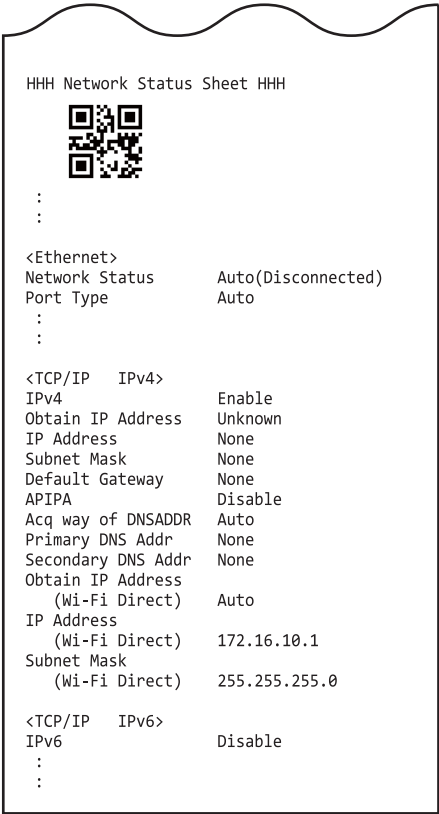 HHH Network Status Sheet HHH
:
:
<Ethernet>
Network Status Auto(Disconnected)
Port Type Auto
:
:
<TCP/IP IPv4>
IPv4 Enable
Obtain IP Address Unknown
IP Address None
Subnet Mask None
Default Gateway None
APIPA Disable
Acq way of DNSADDR Auto
Primary DNS Addr None
Secondary DNS Addr None
Obtain IP Address
(Wi-Fi Direct) Auto
IP Address
(Wi-Fi Direct) 172.16.10.1
Subnet Mask
(Wi-Fi Direct) 255.255.255.0
<TCP/IP IPv6>
IPv6 Disable
:
: